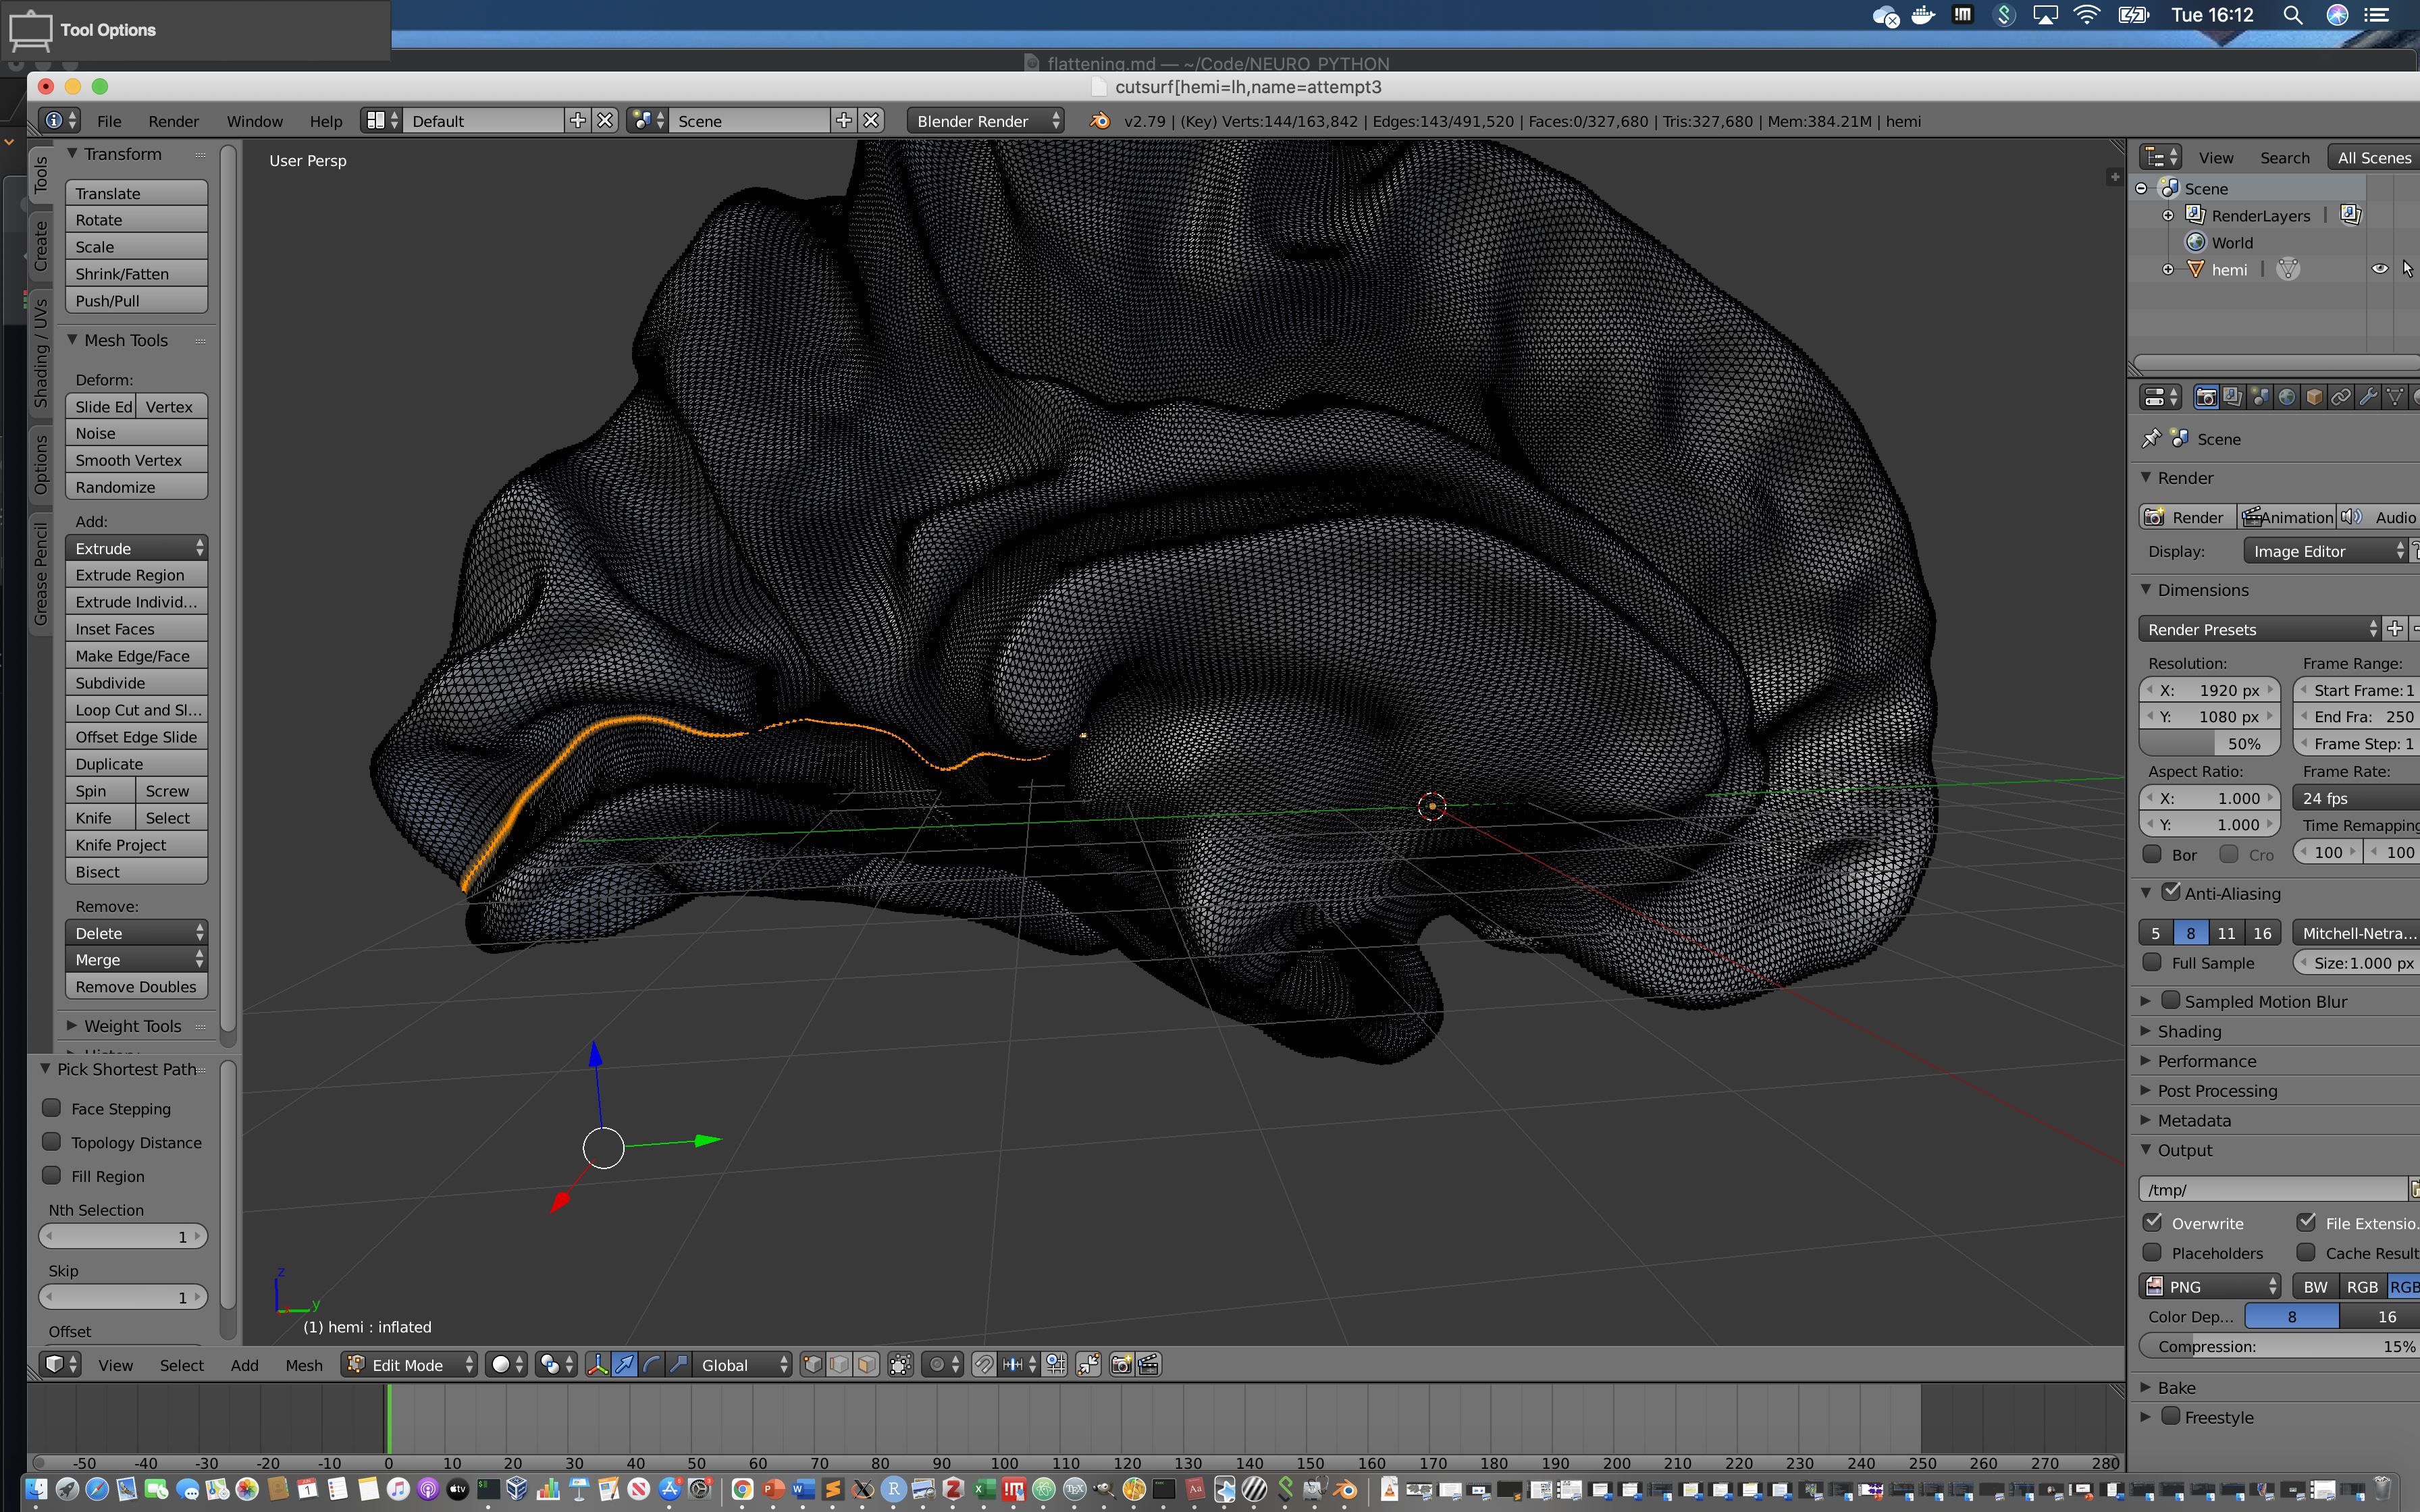 Tool Options
Tue 16:12
flattening.md — ~/Code/NEURO_PYTHON
cutsurf[hemi=lh,name=attempt3
File Render Window Help Default Scene Blender Render v2.79 | (Key) Verts:144/163,842 | Edges:143/491,520 | Faces:0/327,680 | Tris:327,680 | Mem:384.21M | hemi
Tools
Create
Shading / UVs
Options
Grease Pencil
Transform
Translate
Rotate
Scale
Shrink/Fatten
Push/Pull
Mesh Tools
Deform:
Slide Ed Vertex
Noise
Smooth Vertex
Randomize
Add:
Extrude
Extrude Region
Extrude Individ...
Inset Faces
Make Edge/Face
Subdivide
Loop Cut and Sl...
Offset Edge Slide
Duplicate
Spin Screw
Knife Select
Knife Project
Bisect
Remove:
Delete
Merge
Remove Doubles
Weight Tools
Pick Shortest Path
Face Stepping
Topology Distance
Fill Region
Nth Selection
1
Skip
1
Offset
User Persp
z
y
(1) hemi : inflated
View Select Add Mesh Edit Mode Global
-50 -40 -30 -20 -10 0 10 20 30 40 50 60 70 80 90 100 110 120 130 140 150 160 170 180 190 200 210 220 230 240 250 260 270 280
View Search All Scenes
Scene
RenderLayers |
World
hemi |
Scene
Render
Render Animation Audio
Display: Image Editor
Dimensions
Render Presets
Resolution: Frame Range:
X: 1920 px Start Frame:1
Y: 1080 px End Fra: 250
50% Frame Step: 1
Aspect Ratio: Frame Rate:
X: 1.000 24 fps
Y: 1.000 Time Remapping
Bor Cro 100 100
Anti-Aliasing
5 8 11 16 Mitchell-Netra...
Full Sample Size:1.000 px
Sampled Motion Blur
Shading
Performance
Post Processing
Metadata
Output
/tmp/
Overwrite File Extensio...
Placeholders Cache Result
PNG BW RGB RGB
Color Dep... 8 16
Compression: 15%
Bake
Freestyle